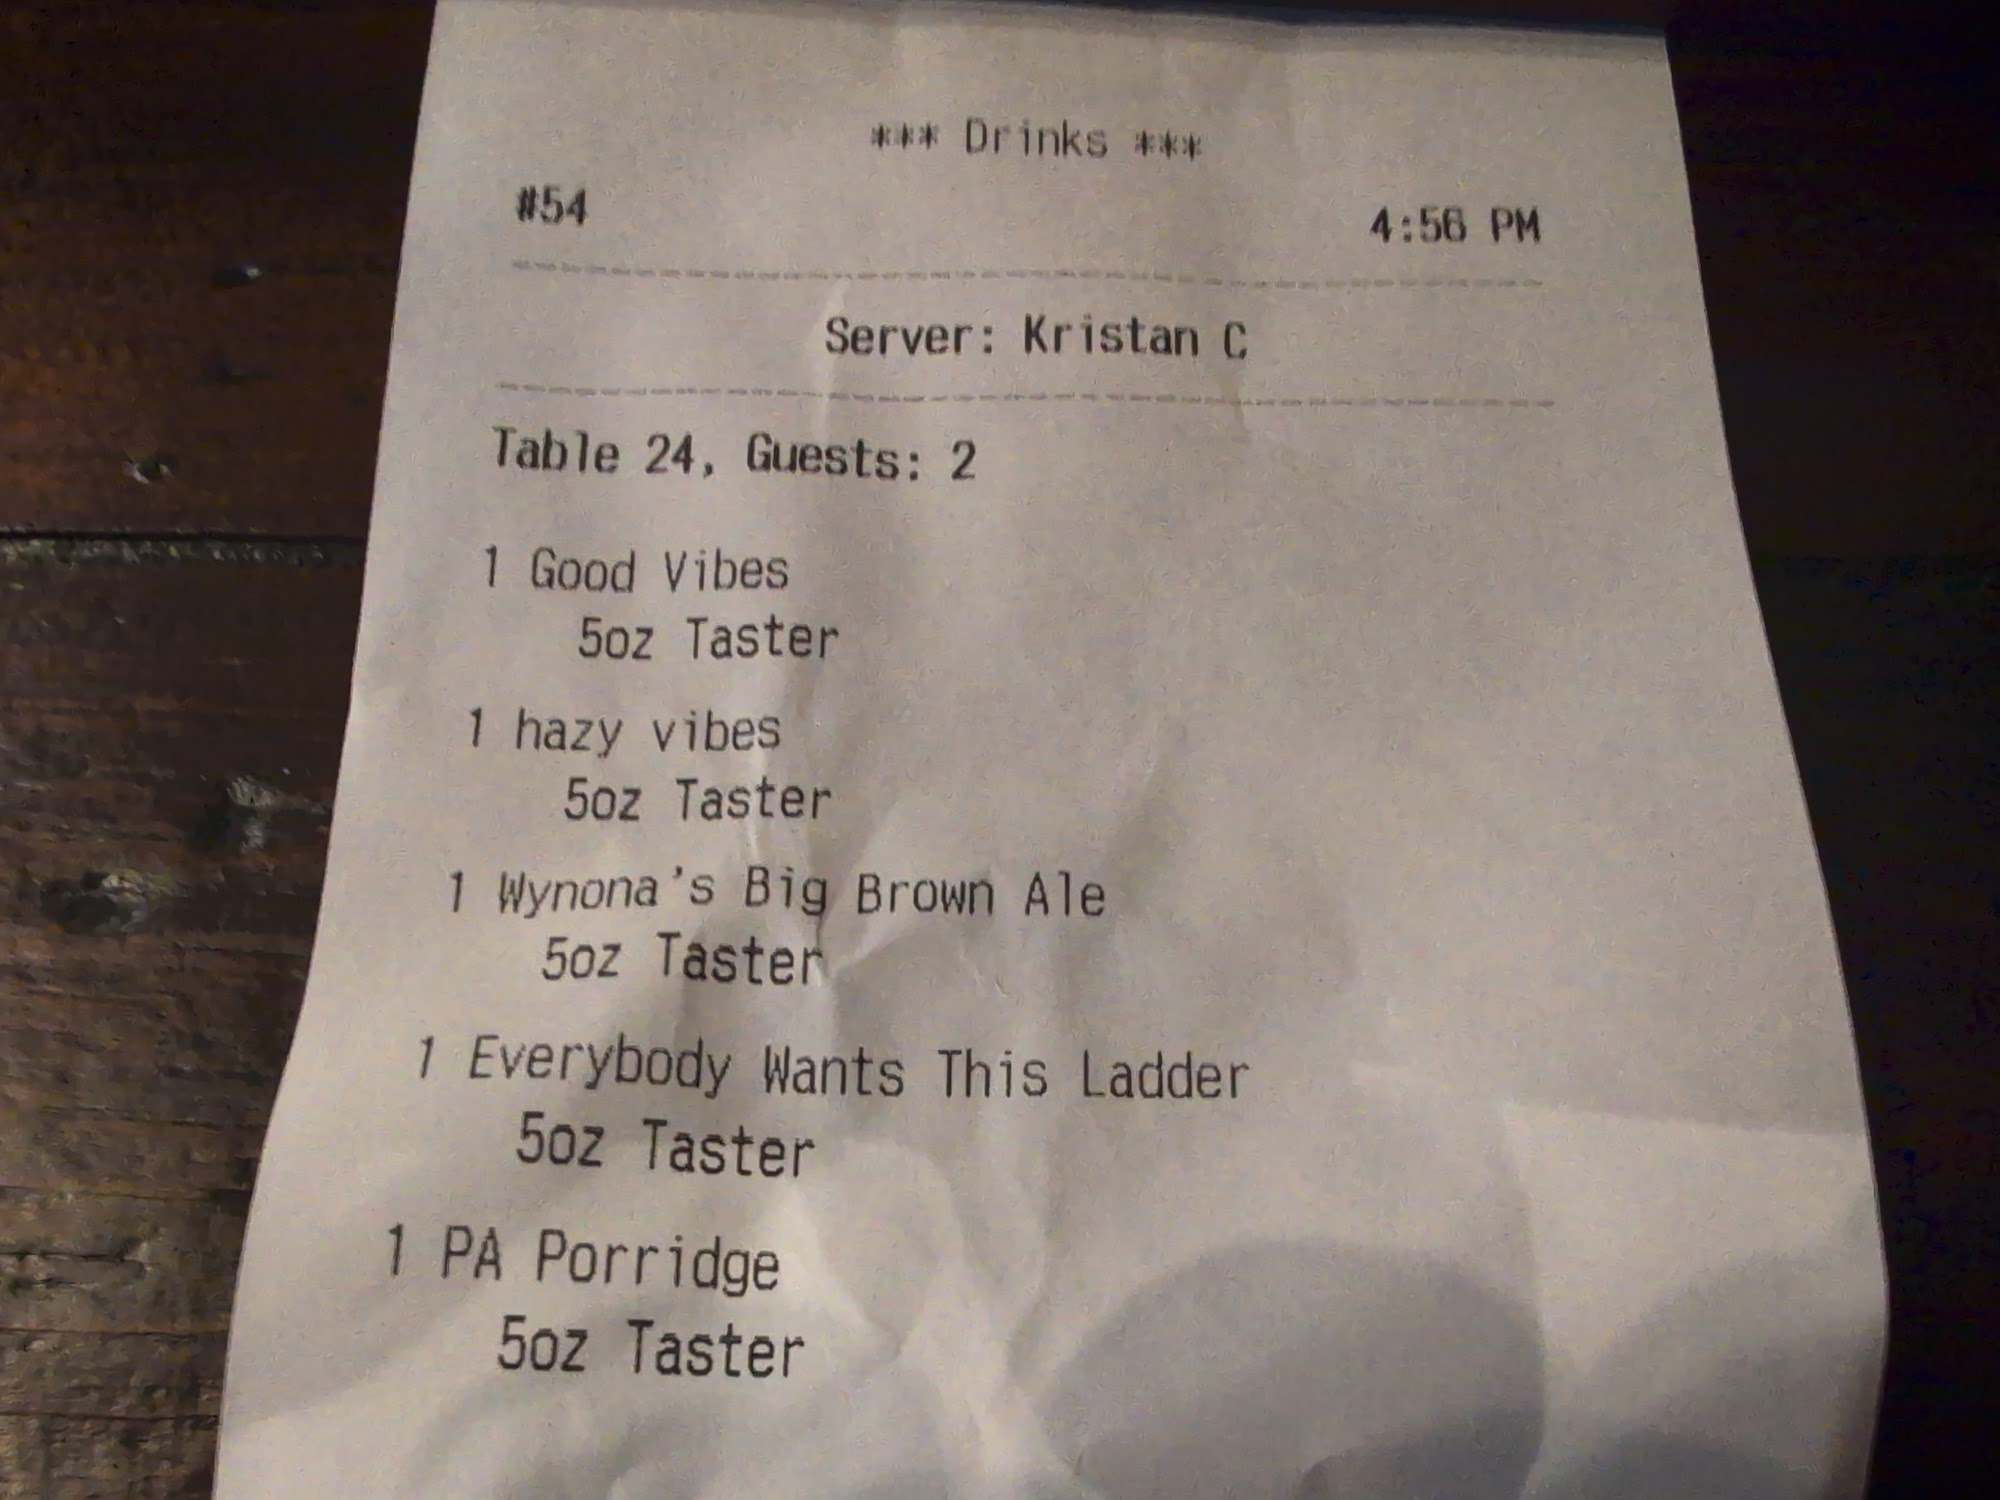 *** Drinks ***
#54 4:56 PM
Server: Kristan C
Table 24, Guests: 2
1 Good Vibes
5oz Taster
1 hazy vibes
5oz Taster
1 Wynona's Big Brown Ale
5oz Taster
1 Everybody Wants This Ladder
5oz Taster
1 PA Porridge
5oz Taster